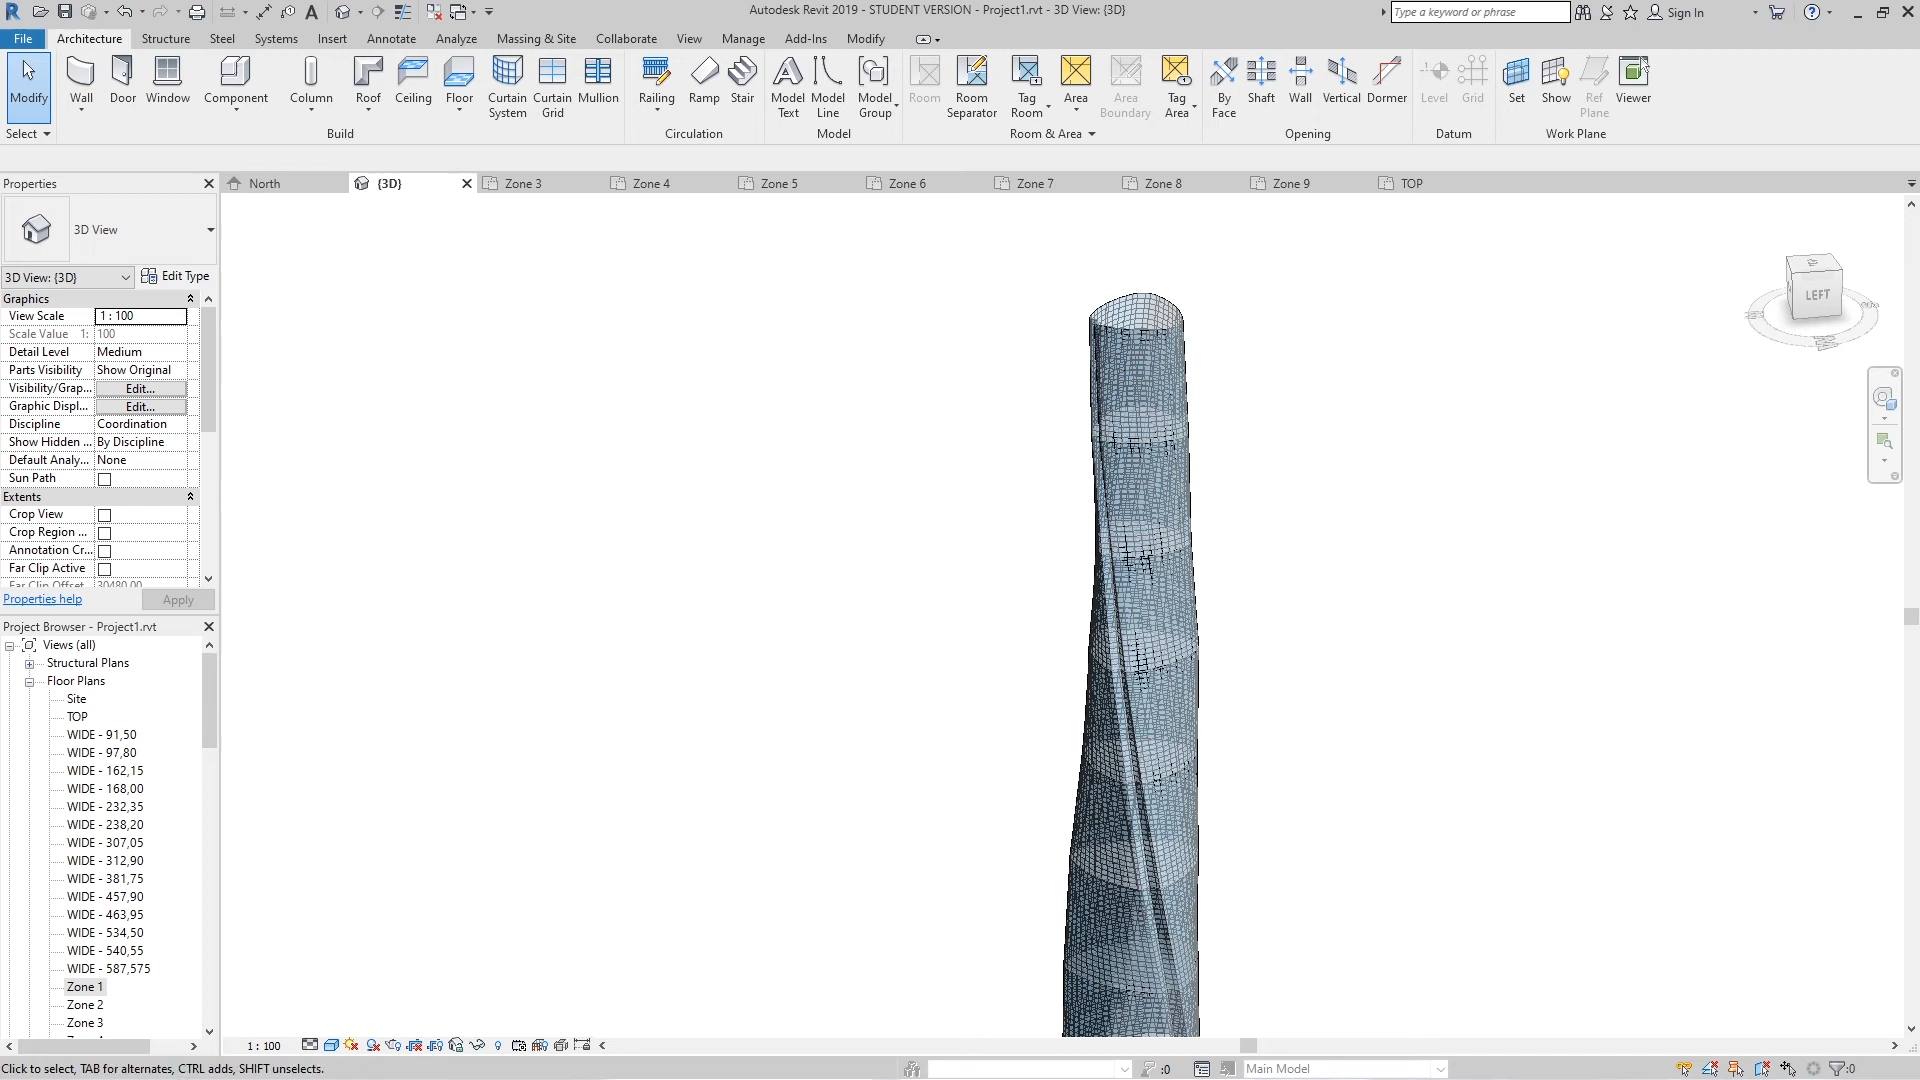 Autodesk Revit 2019 - STUDENT VERSION - Project1.rvt - 3D View: {3D}
Type a keyword or phrase
Sign In
File Architecture Structure Steel Systems Insert Annotate Analyze Massing & Site Collaborate View Manage Add-Ins Modify
Modify Wall Door Window Component Column Roof Ceiling Floor Curtain System Curtain Grid Mullion Railing Ramp Stair Model Text Model Line Model Group Room Room Separator Tag Room Area Area Boundary Tag Area By Face Shaft Wall Vertical Dormer Level Grid Set Show Ref Plane Viewer
Select Build Circulation Model Room & Area Opening Datum Work Plane
Properties
North {3D} Zone 3 Zone 4 Zone 5 Zone 6 Zone 7 Zone 8 Zone 9 TOP
3D View
3D View: {3D} Edit Type
Graphics
View Scale 1 : 100
Scale Value 1: 100
Detail Level Medium
Parts Visibility Show Original
Visibility/Grap... Edit...
Graphic Displ... Edit...
Discipline Coordination
Show Hidden ... By Discipline
Default Analy... None
Sun Path
Extents
Crop View
Crop Region ...
Annotation Cr...
Far Clip Active
Far Clip Offset 30480.00
Properties help Apply
LEFT
Project Browser - Project1.rvt
Views (all)
Structural Plans
Floor Plans
Site
TOP
WIDE - 91,50
WIDE - 97,80
WIDE - 162,15
WIDE - 168,00
WIDE - 232,35
WIDE - 238,20
WIDE - 307,05
WIDE - 312,90
WIDE - 381,75
WIDE - 457,90
WIDE - 463,95
WIDE - 534,50
WIDE - 540,55
WIDE - 587,575
Zone 1
Zone 2
Zone 3
1 : 100
Click to select, TAB for alternates, CTRL adds, SHIFT unselects.
:0
Main Model
:0